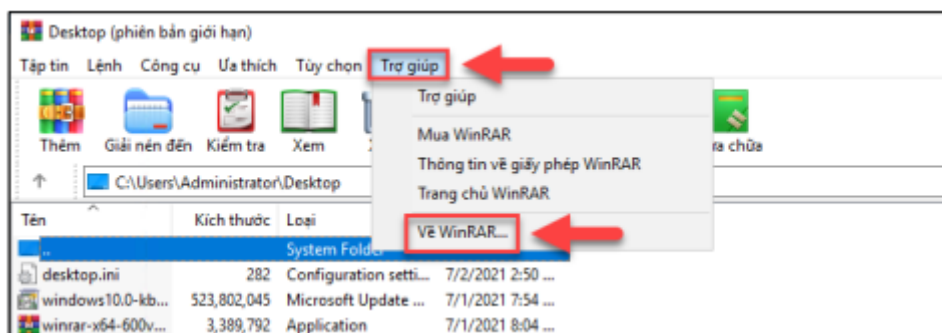 Desktop (phiên bản giới hạn)
Tập tin Lệnh Công cụ Ưa thích Tùy chọn Trợ giúp
Trợ giúp
Mua WinRAR
Thông tin về giấy phép WinRAR
Trang chủ WinRAR
Về WinRAR...
Thêm Giải nén đến Kiểm tra Xem
C:\Users\Administrator\Desktop
Tên Kích thước Loại
.. System Folder
desktop.ini 282 Configuration setti... 7/2/2021 2:50 ...
windows10.0-kb... 523,802,045 Microsoft Update ... 7/1/2021 7:54 ...
winrar-x64-600v... 3,389,792 Application 7/1/2021 8:04 ...